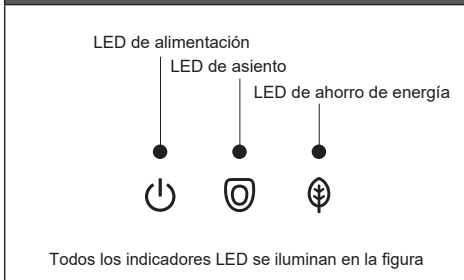 LED de alimentación
LED de asiento
LED de ahorro de energía
Todos los indicadores LED se iluminan en la figura